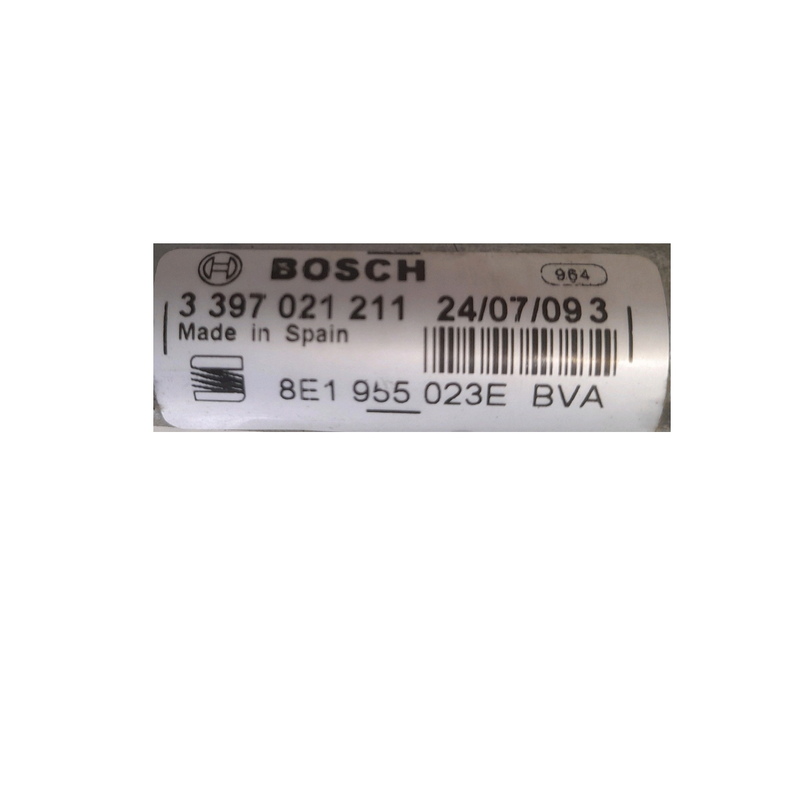 BOSCH 964
3 397 021 211 24/07/09 3
Made in Spain
8E1 955 023E BVA